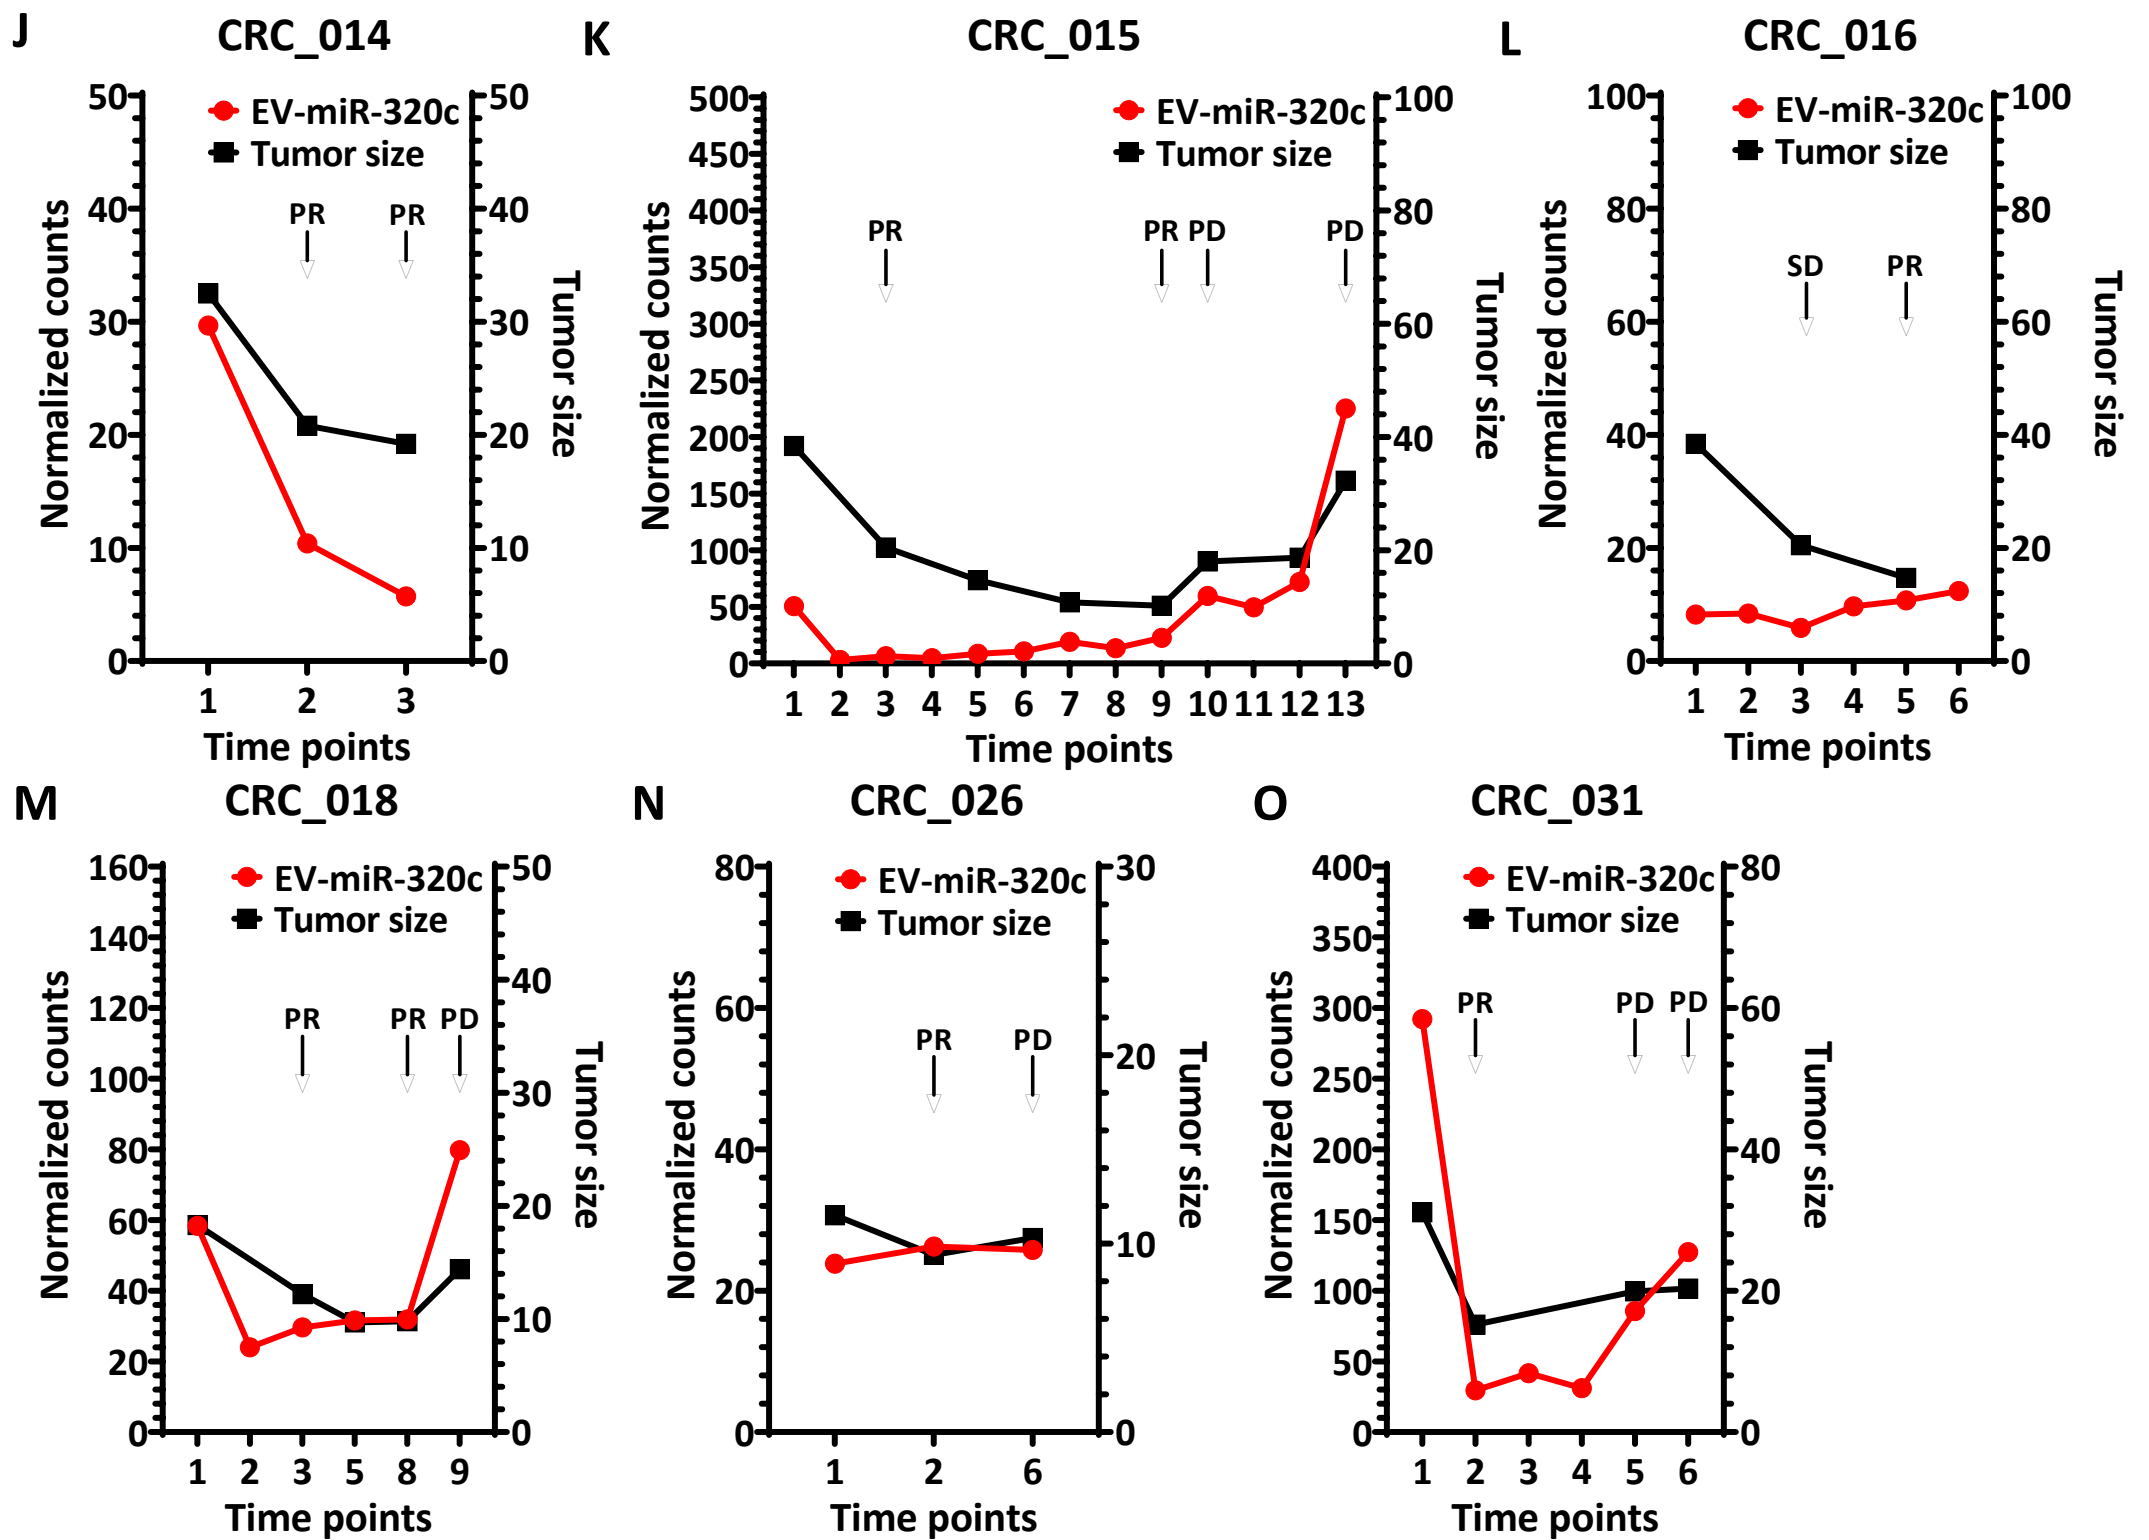 J
CRC_014
50
40
30
20
10
0
Normalized counts
EV-miR-320c
Tumor size
PR
PR
50
40
30
20
10
0
Tumor size
1 2 3
Time points
K
CRC_015
500
450
400
350
300
250
200
150
100
50
0
Normalized counts
EV-miR-320c
Tumor size
PR
PR PD
PD
100
80
60
40
20
0
Tumor size
1 2 3 4 5 6 7 8 9 10 11 12 13
Time points
L
CRC_016
100
80
60
40
20
0
Normalized counts
EV-miR-320c
Tumor size
SD
PR
100
80
60
40
20
0
Tumor size
1 2 3 4 5 6
Time points
M
CRC_018
160
140
120
100
80
60
40
20
0
Normalized counts
EV-miR-320c
Tumor size
PR
PR PD
50
40
30
20
10
0
Tumor size
1 2 3 5 8 9
Time points
N
CRC_026
80
60
40
20
0
Normalized counts
EV-miR-320c
Tumor size
PR
PD
30
20
10
0
Tumor size
1 2 6
Time points
O
CRC_031
400
350
300
250
200
150
100
50
0
Normalized counts
EV-miR-320c
Tumor size
PR
PD PD
80
60
40
20
0
Tumor size
1 2 3 4 5 6
Time points